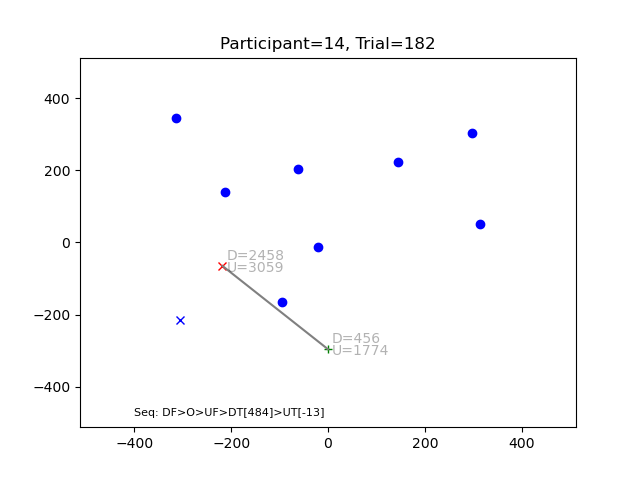 Participant=14, Trial=182
400
200
0
−200
−400
D=2458
U=3059
D=456
U=1774
Seq: DF>O>UF>DT[484]>UT[-13]
−400
−200
0
200
400